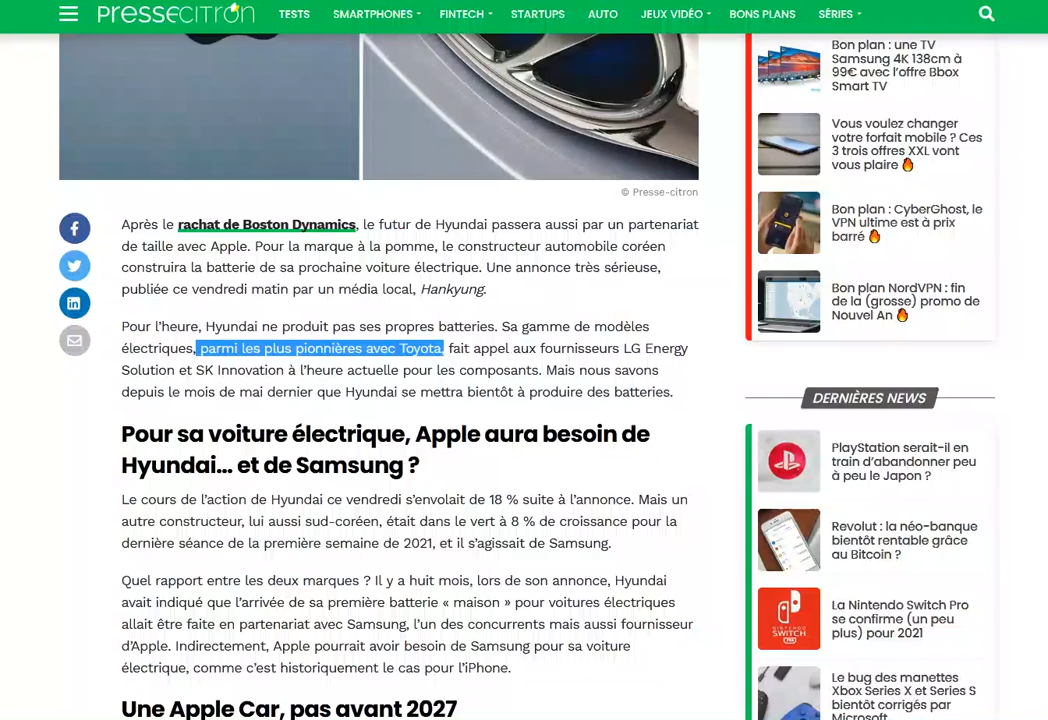 PRESSECITRON
TESTS
SMARTPHONES
FINTECH
STARTUPS
AUTO
JEUX VIDÉO
BONS PLANS
SÉRIES
© Presse-citron
Après le rachat de Boston Dynamics, le futur de Hyundai passera aussi par un partenariat
de taille avec Apple. Pour la marque à la pomme, le constructeur automobile coréen
construira la batterie de sa prochaine voiture électrique. Une annonce très sérieuse,
publiée ce vendredi matin par un média local, Hankyung.
Pour l'heure, Hyundai ne produit pas ses propres batteries. Sa gamme de modèles
électriques, parmi les plus pionnières avec Toyota, fait appel aux fournisseurs LG Energy
Solution et SK Innovation à l'heure actuelle pour les composants. Mais nous savons
depuis le mois de mai dernier que Hyundai se mettra bientôt à produire des batteries.
Pour sa voiture électrique, Apple aura besoin de
Hyundai... et de Samsung ?
Le cours de l'action de Hyundai ce vendredi s'envolait de 18 % suite à l'annonce. Mais un
autre constructeur, lui aussi sud-coréen, était dans le vert à 8 % de croissance pour la
dernière séance de la première semaine de 2021, et il s'agissait de Samsung.
Quel rapport entre les deux marques ? Il y a huit mois, lors de son annonce, Hyundai
avait indiqué que l'arrivée de sa première batterie « maison » pour voitures électriques
allait être faite en partenariat avec Samsung, l'un des concurrents mais aussi fournisseur
d'Apple. Indirectement, Apple pourrait avoir besoin de Samsung pour sa voiture
électrique, comme c'est historiquement le cas pour l'iPhone.
Une Apple Car, pas avant 2027
Bon plan : une TV
Samsung 4K 138cm à
99€ avec l'offre Bbox
Smart TV
Vous voulez changer
votre forfait mobile ? Ces
3 trois offres XXL vont
vous plaire 🔥
Bon plan : CyberGhost, le
VPN ultime est à prix
barré 🔥
Bon plan NordVPN : fin
de la (grosse) promo de
Nouvel An 🔥
DERNIÈRES NEWS
PlayStation serait-il en
train d'abandonner peu
à peu le Japon ?
Revolut : la néo-banque
bientôt rentable grâce
au Bitcoin ?
NINTENDO
SWITCH
PRO
La Nintendo Switch Pro
se confirme (un peu
plus) pour 2021
Le bug des manettes
Xbox Series X et Series S
bientôt corrigés par
Microsoft